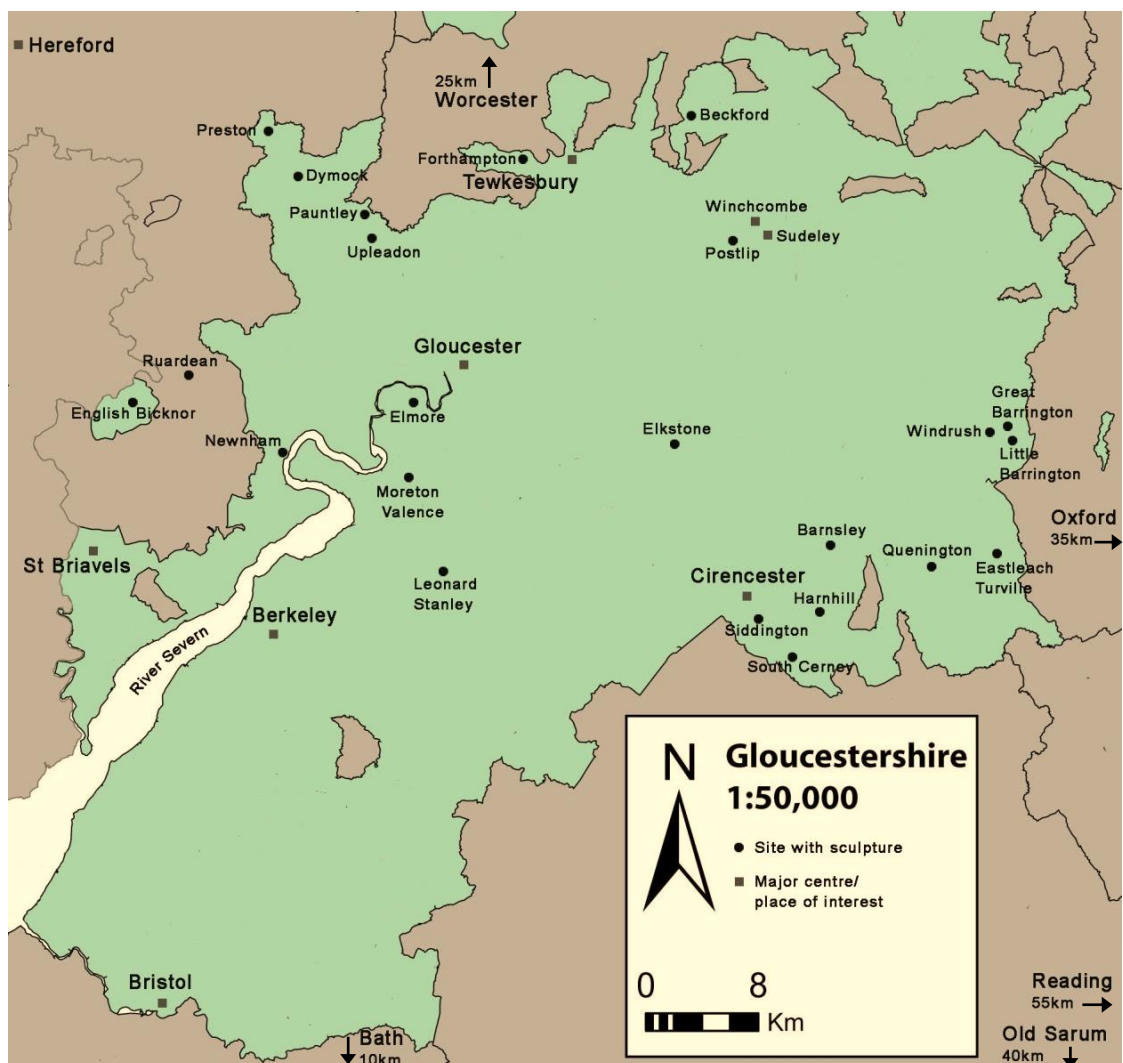 Hereford
25km
Worcester
Beckford
Preston
Forthampton
Tewkesbury
Dymock
Pauntley
Upleadon
Winchcombe
Sudeley
Postlip
Gloucester
Ruardean
English Bicknor
Elmore
Newnham
Elkstone
Great
Barrington
Windrush
Little
Barrington
Moreton
Valence
Oxford
35km
Barnsley
Quenington
Eastleach
Turville
St Briavels
Leonard
Stanley
Cirencester
Harnhill
Siddington
South Cerney
Berkeley
River Severn
N
Gloucestershire
1:50,000
Site with sculpture
Major centre/
place of interest
0 8
Km
Bristol
Bath
10km
Reading
55km
Old Sarum
40km